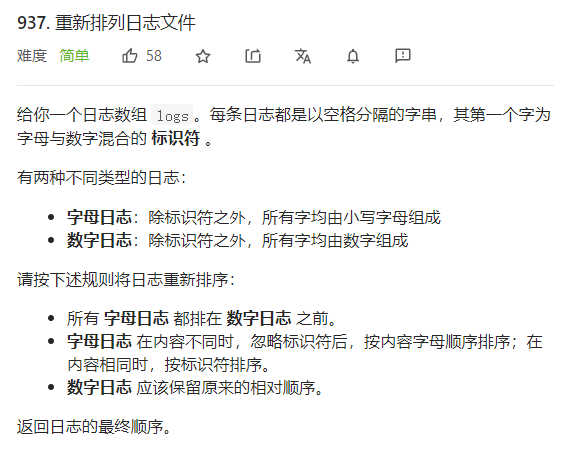 937. 重新排列日志文件
难度 简单 58
给你一个日志数组 logs。每条日志都是以空格分隔的字串，其第一个字为
字母与数字混合的 标识符 。
有两种不同类型的日志：
字母日志：除标识符之外，所有字均由小写字母组成
数字日志：除标识符之外，所有字均由数字组成
请按下述规则将日志重新排序：
所有 字母日志 都排在 数字日志 之前。
字母日志 在内容不同时，忽略标识符后，按内容字母顺序排序；在
内容相同时，按标识符排序。
数字日志 应该保留原来的相对顺序。
返回日志的最终顺序。